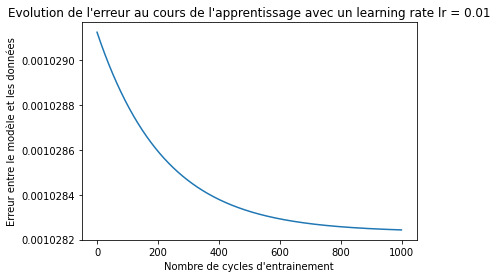 Evolution de l'erreur au cours de l'apprentissage avec un learning rate lr = 0.01
Erreur entre le modèle et les données
0.0010290
0.0010288
0.0010286
0.0010284
0.0010282
0 200 400 600 800 1000
Nombre de cycles d'entrainement